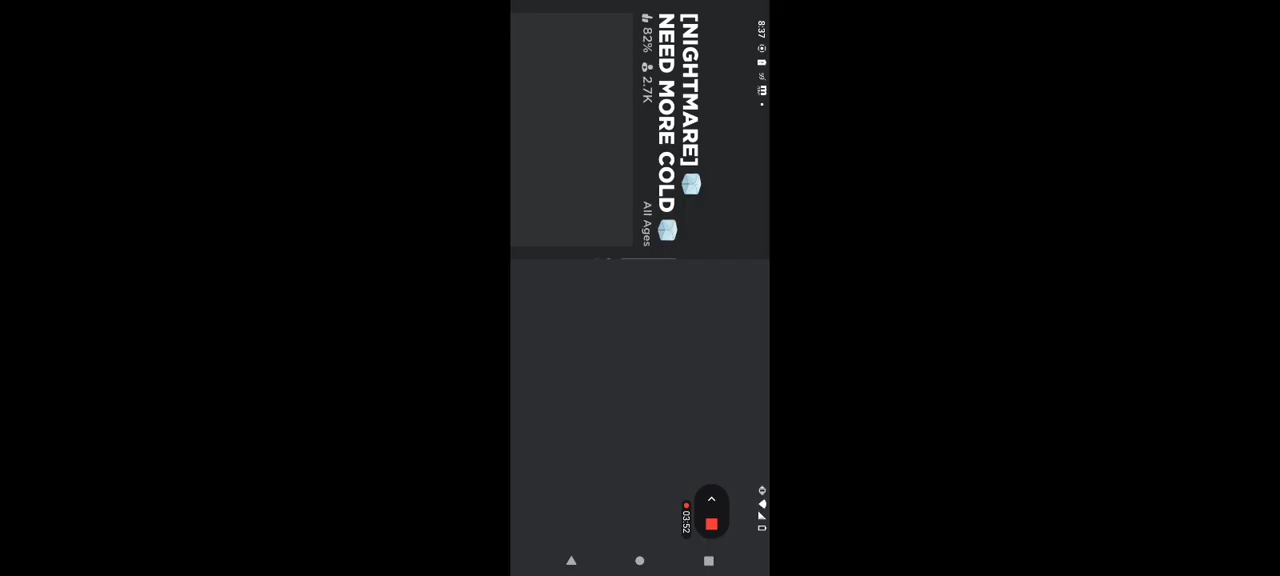 8:37
[NIGHTMARE] 🧊
NEED MORE COLD 🧊
82% 2.7K All Ages
03:52